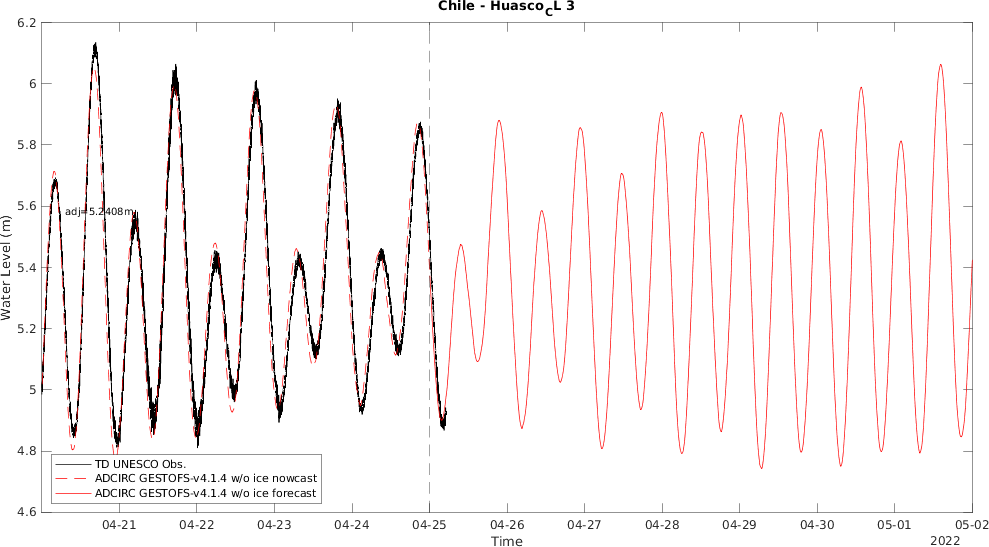 Chile - Huasco_CL 3
Water Level (m)
6.2
6
5.8
5.6
5.4
5.2
5
4.8
4.6
adj=5.2408m
TD UNESCO Obs.
ADCIRC GESTOFS-v4.1.4 w/o ice nowcast
ADCIRC GESTOFS-v4.1.4 w/o ice forecast
04-21 04-22 04-23 04-24 04-25 04-26 04-27 04-28 04-29 04-30 05-01 05-02
Time
2022